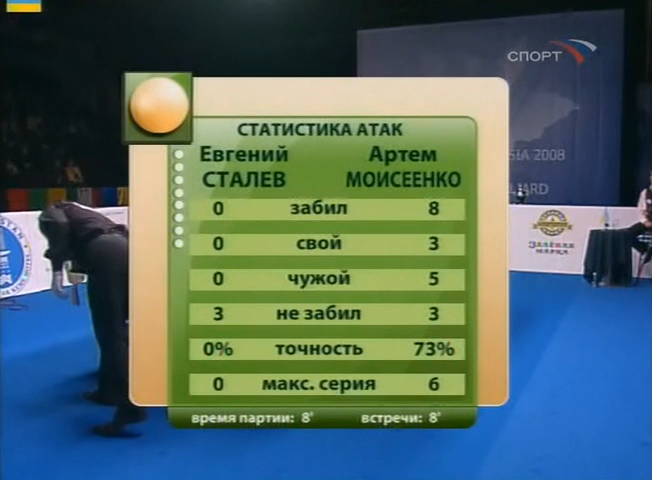 СПОРТ
СТАТИСТИКА АТАК
Евгений Артем
СТАЛЕВ МОИСЕЕНКО
0 забил 8
0 свой 3
0 чужой 5
3 не забил 3
0% точность 73%
0 макс. серия 6
время партии: 8' встречи: 8'
SIA 2008
ЗЕЛЁНАЯ
МАРКА